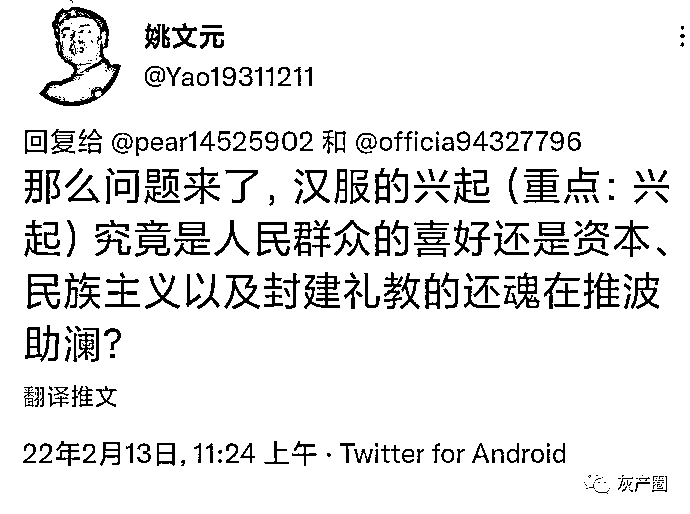 姚文元
@Yao19311211
回复给 @pear14525902 和 @officia94327796
那么问题来了, 汉服的兴起 (重点: 兴
起) 究竟是人民群众的喜好还是资本、
民族主义以及封建礼教的还魂在推波
助澜?
翻译推文
22年2月13日, 11:24 上午 · Twitter for Android
灰产圈